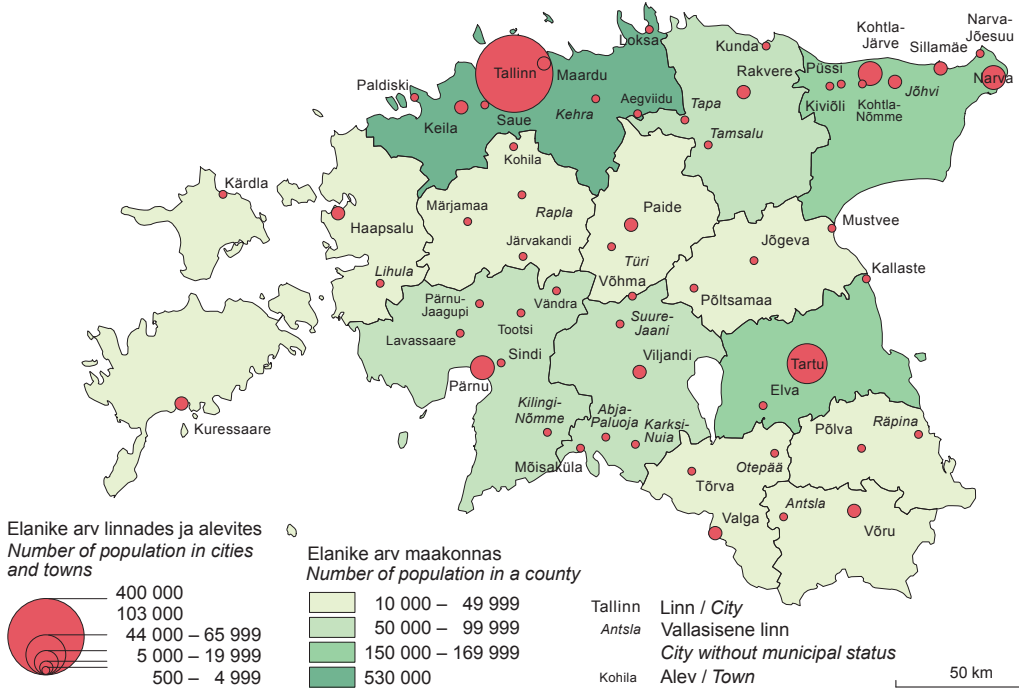 Loksa
Kunda
Kohtla-
Järve
Narva-
Jõesuu
Sillamäe
Tallinn
Maardu
Rakvere
Püssi
Jõhvi
Narva
Paldiski
Kehra
Aegviidu
Tapa
Kiviõli
Kohtla-
Nõmme
Keila
Saue
Tamsalu
Kohila
Kärdla
Märjamaa
Rapla
Paide
Mustvee
Haapsalu
Järvakandi
Türi
Jõgeva
Lihula
Võhma
Põltsamaa
Kallaste
Pärnu-
Jaagupi
Vändra
Tootsi
Suure-
Jaani
Lavassaare
Sindi
Viljandi
Tartu
Pärnu
Elva
Kuressaare
Kilingi-
Nõmme
Abja-
Paluoja
Karksi-
Nuia
Põlva
Räpina
Mõisaküla
Otepää
Tõrva
Antsla
Valga
Võru
Elanike arv linnades ja alevites
Number of population in cities
and towns
400 000
103 000
44 000 – 65 999
5 000 – 19 999
500 – 4 999
Elanike arv maakonnas
Number of population in a county
10 000 – 49 999
50 000 – 99 999
150 000 – 169 999
530 000
Tallinn Linn / City
Antsla Vallasisene linn
City without municipal status
Kohila Alev / Town
50 km